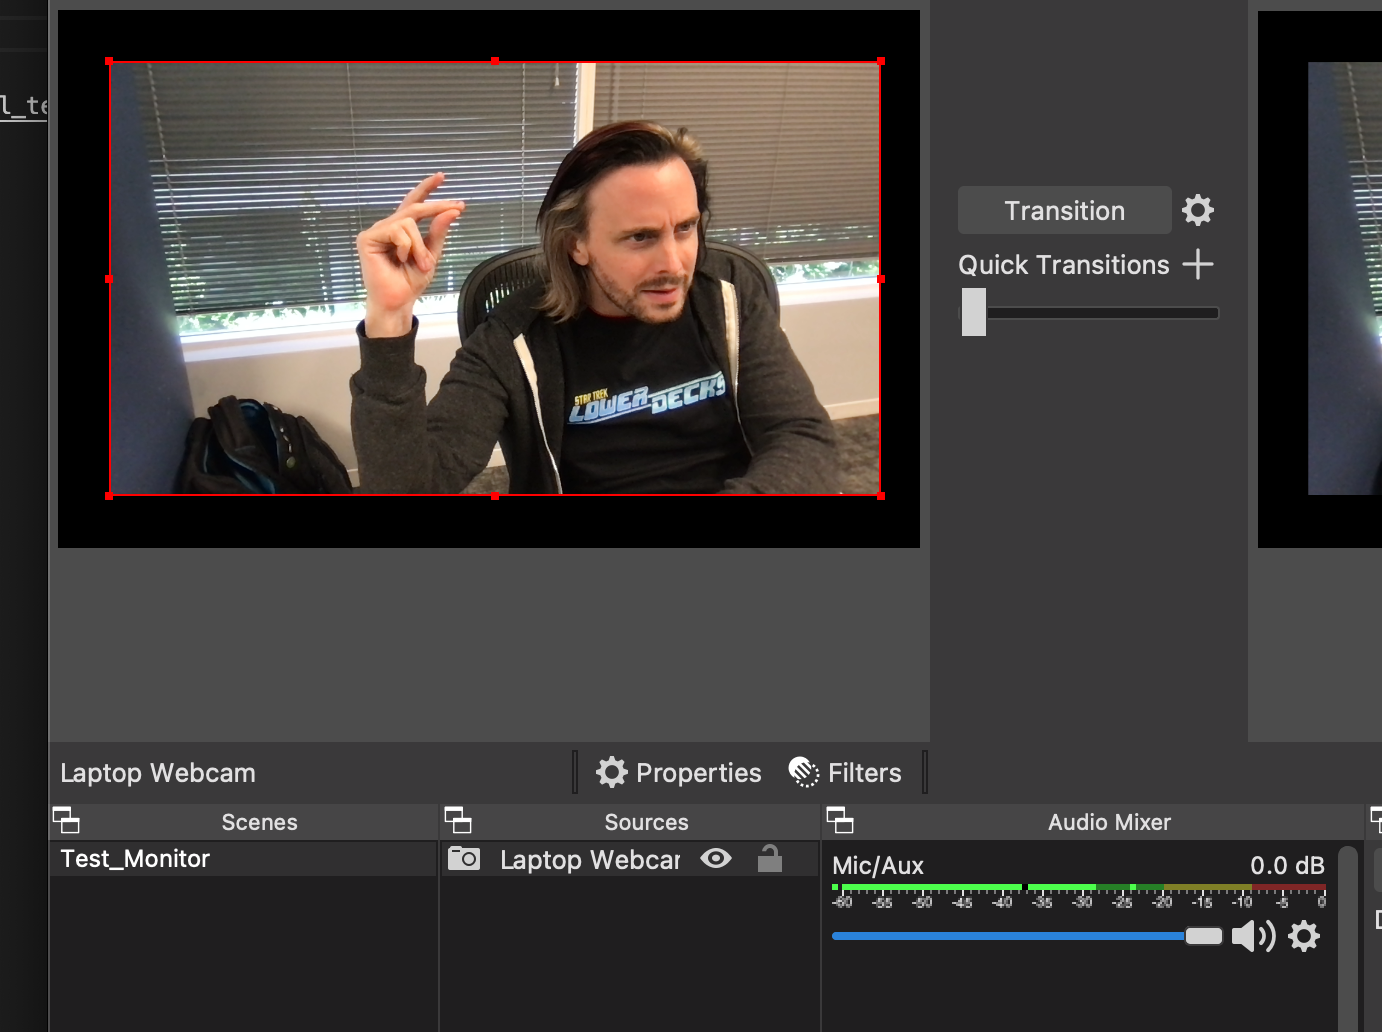 l_te
STAR TREK
LOWER DECKS
Transition
Quick Transitions
Laptop Webcam
Properties
Filters
Scenes
Sources
Audio Mixer
Test_Monitor
Laptop Webcar
Mic/Aux
0.0 dB
-60 -55 -50 -45 -40 -35 -30 -25 -20 -15 -10 -5 0